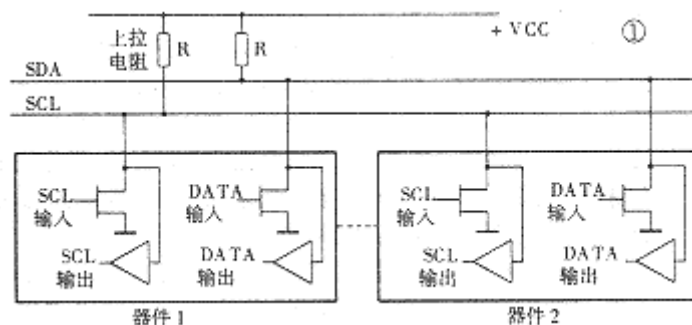 上拉
电阻
R
R
+ VCC
①
SDA
SCL
SCL
输入
DATA
输入
SCL
输出
DATA
输出
SCL
输入
DATA
输入
SCL
输出
DATA
输出
器件 1
器件 2